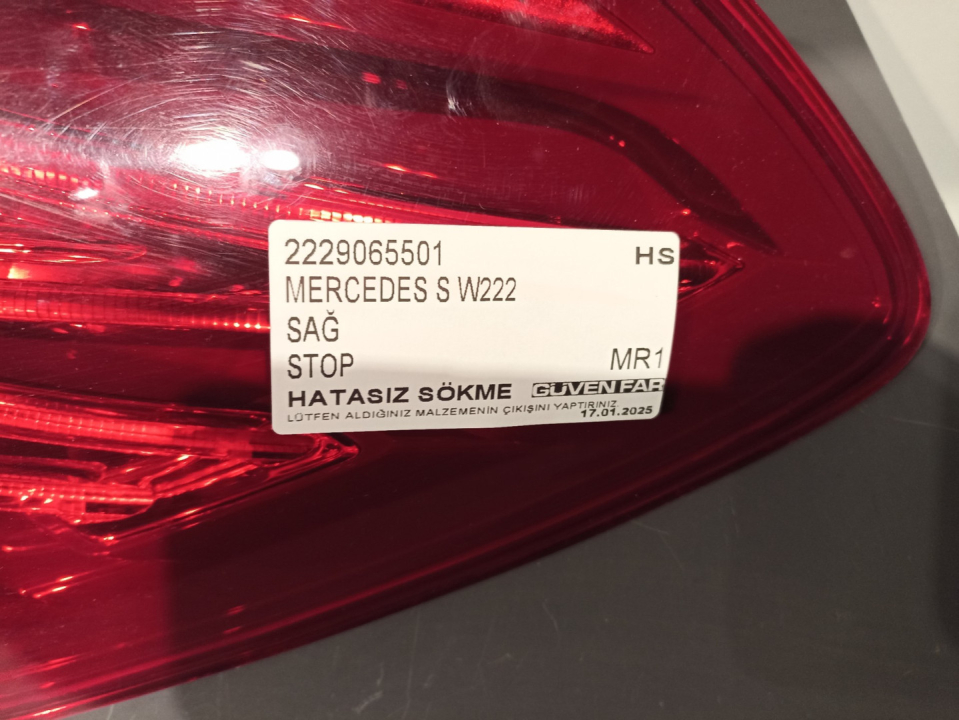 2229065501 HS
MERCEDES S W222
SAĞ
STOP MR1
HATASIZ SÖKME GÜVEN FAR
LÜTFEN ALDIĞINIZ MALZEMENİN ÇIKIŞINI YAPTIRINIZ
17.01.2025